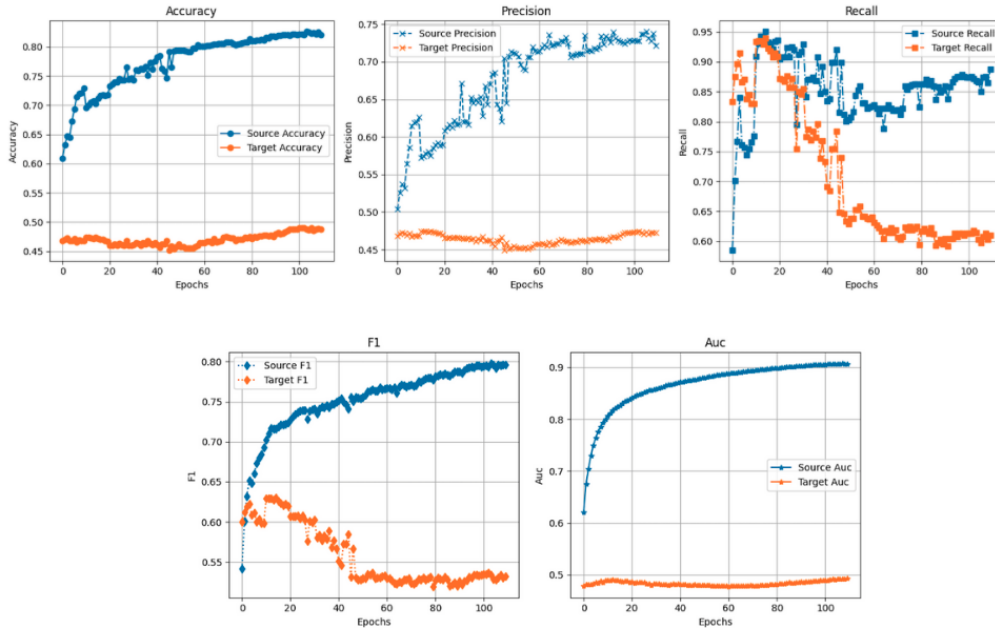 Accuracy
Accuracy
0.80
0.75
0.70
0.65
0.60
0.55
0.50
0.45
Source Accuracy
Target Accuracy
0 20 40 60 80 100
Epochs
Precision
Precision
0.75
0.70
0.65
0.60
0.55
0.50
0.45
Source Precision
Target Precision
0 20 40 60 80 100
Epochs
Recall
Recall
0.95
0.90
0.85
0.80
0.75
0.70
0.65
0.60
Source Recall
Target Recall
0 20 40 60 80 100
Epochs
F1
F1
0.80
0.75
0.70
0.65
0.60
0.55
Source F1
Target F1
0 20 40 60 80 100
Epochs
Auc
Auc
0.9
0.8
0.7
0.6
0.5
Source Auc
Target Auc
0 20 40 60 80 100
Epochs